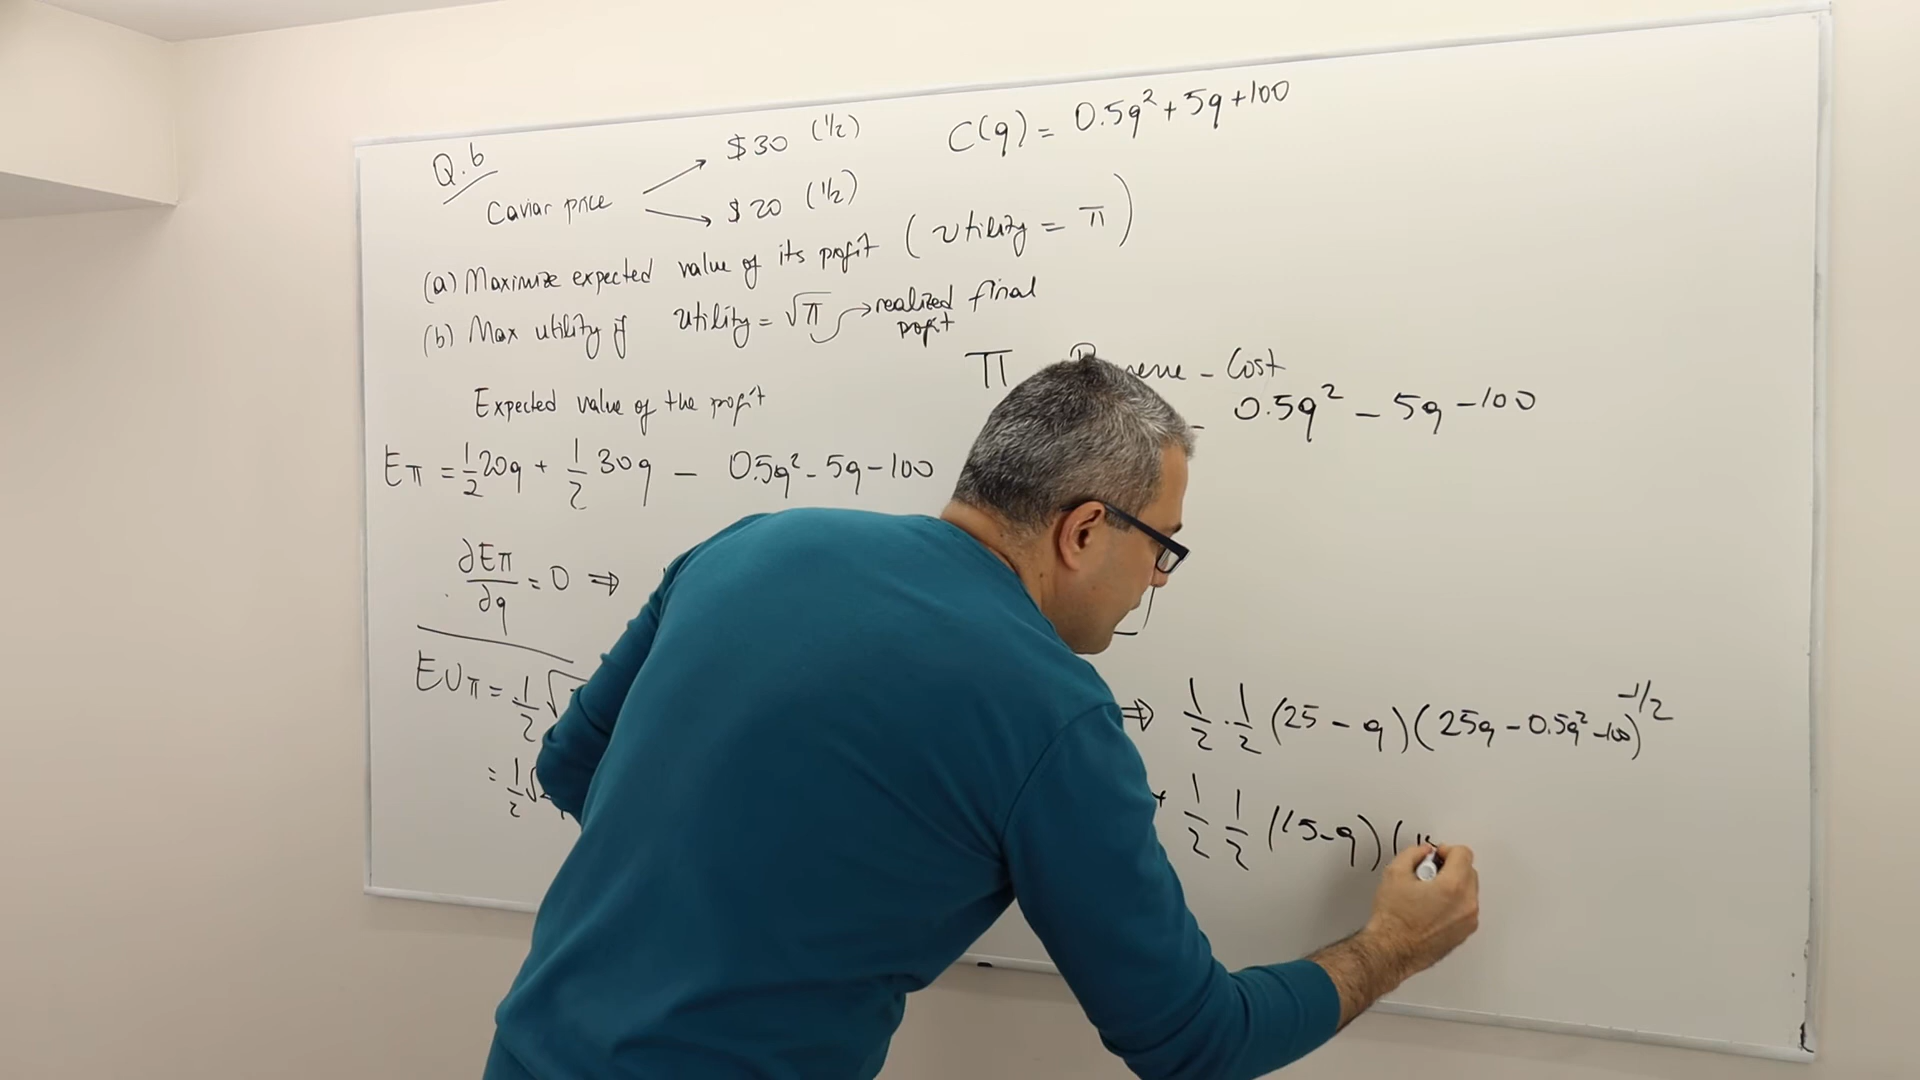 Q.6
Caviar price
$30 (1/2)
$20 (1/2)
C(q) = 0.5q² + 5q + 100
(a) Maximize expected value of its profit (Utility = π)
(b) Max utility if Utility = √π → realized final profit
π
- Cost
0.5q² - 5q - 100
Expected value of the profit
Eπ = 1/2 20q + 1/2 30q - 0.5q² - 5q - 100
∂Eπ/∂q = 0 ⇒
EUπ = 1/2 √
= 1/2 √
⇒ 1/2 · 1/2 (25 - q)(25q - 0.5q² - 100)^-1/2
+ 1/2 1/2 (15 - q)(